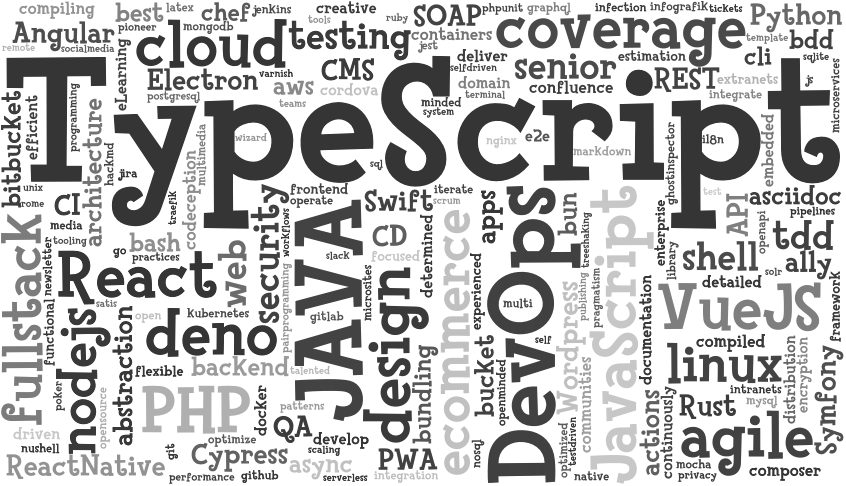 compiling
best
latex
chef
jenkins
creative
ruby
SOAP
phpunit
graphql
infection
infografik
tickets
Python
pioneer
mongodb
tools
containers
coverage
template
Angular
cloud
testing
jest
bdd
remote
socialmedia
deliver
estimation
cli
sqlite
eLearning
Electron
varnish
CMS
selfdriven
senior
REST
extranets
js
microservices
aws
cordova
domain
terminal
confluence
integrate
postgresql
teams
minded
system
TypeScript
bitbucket
efficient
programming
architecture
hackmd
multimedia
codeception
wizard
nginx
e2e
markdown
i18n
ghostinspector
embedded
sql
test
unix
rome
CI
jira
traefik
frontend
operate
Swift
iterate
scrum
asciidoc
pipelines
media
tooling
security
workflows
JAVA
CD
focused
determined
ecommerce
apps
DevOps
bun
treeshaking
JavaScript
enterprise
library
API
openapi
tdd
fullstack
newsletter
functional
go
bash
practices
web
slack
microsites
experienced
shell
solr
ally
React
satis
Kubernetes
pairprogramming
gitlab
design
multi
publishing
pragmatism
detailed
framework
nodejs
abstraction
open
deno
self
Wordpress
documentation
VueJS
flexible
backend
talented
bundling
bucket
openminded
communities
compiled
linux
distribution
encryption
Symfony
poker
opensource
PHP
docker
patterns
intranets
mysql
Rust
driven
QA
develop
optimized
testdriven
actions
continuously
agile
nushell
git
optimize
scaling
Cypress
async
PWA
nosql
ReactNative
performance
github
serverless
integration
native
mocha
privacy
composer